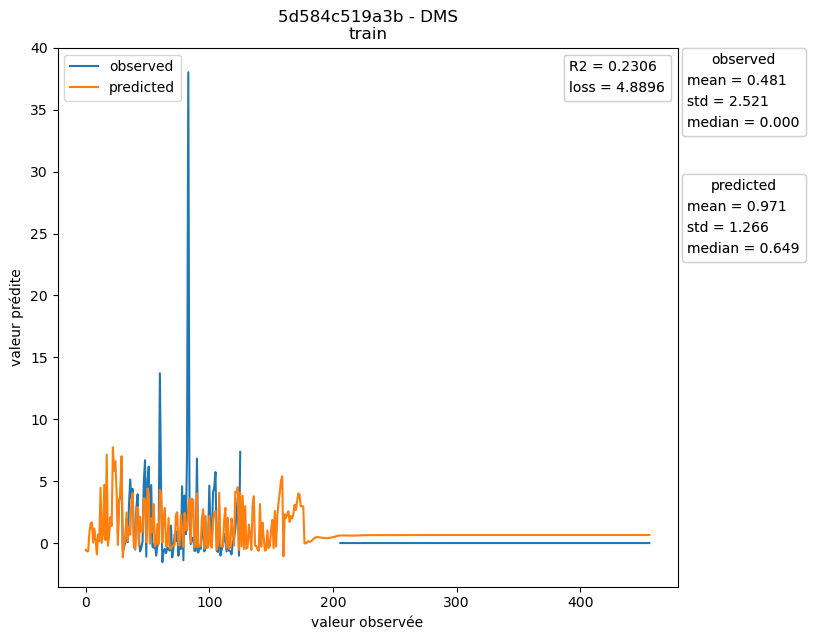 5d584c519a3b - DMS
train
observed
predicted
R2 = 0.2306
loss = 4.8896
observed
mean = 0.481
std = 2.521
median = 0.000
predicted
mean = 0.971
std = 1.266
median = 0.649
valeur prédite
40
35
30
25
20
15
10
5
0
0
100
200
300
400
valeur observée